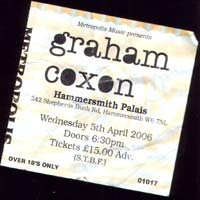 Metropolis Music presents
graham
coxon
Hammersmith Palais
242 Shepherds Bush Rd, Hammersmith W6 7NL
Wednesday 5th April 2006
Doors 6:30pm
Tickets £15.00 Adv.
(S.T.B.F.)
OVER 18'S ONLY
01017
METROPOLIS